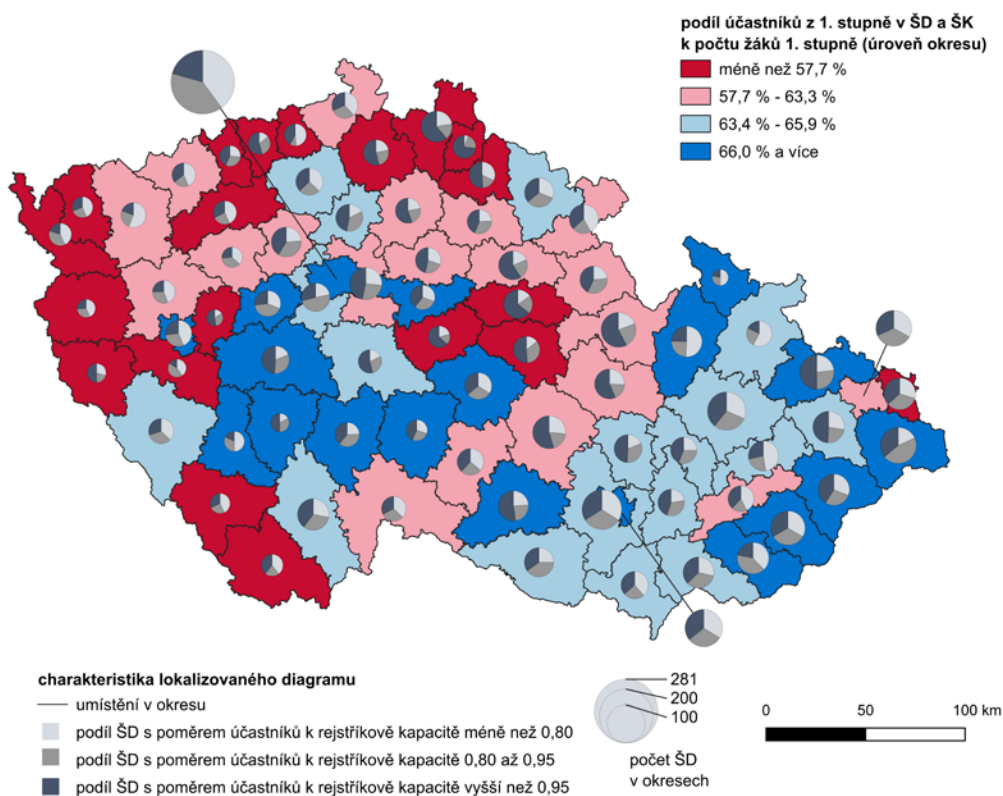 podíl účastníků z 1. stupně v ŠD a ŠK
k počtu žáků 1. stupně (úroveň okresu)
méně než 57,7 %
57,7 % - 63,3 %
63,4 % - 65,9 %
66,0 % a více
charakteristika lokalizovaného diagramu
umístění v okresu
podíl ŠD s poměrem účastníků k rejstříkově kapacitě méně než 0,80
podíl ŠD s poměrem účastníků k rejstříkově kapacitě 0,80 až 0,95
podíl ŠD s poměrem účastníků k rejstříkově kapacitě vyšší než 0,95
281
200
100
počet ŠD
v okresech
0 50 100 km